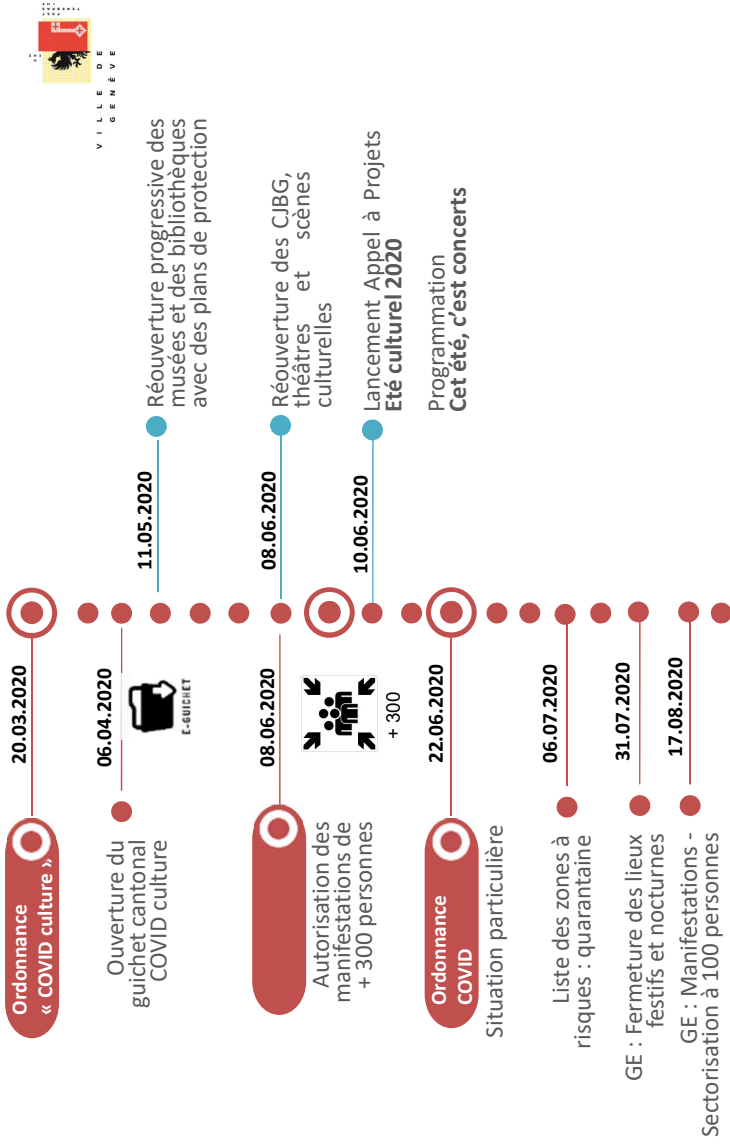 VILLE DE
GENÈVE
Ordonnance
« COVID culture »
20.03.2020
Ouverture du
guichet cantonal
COVID culture
06.04.2020
E-GUICHET
11.05.2020
Réouverture progressive des
musées et des bibliothèques
avec des plans de protection
Autorisation des
manifestations de
+ 300 personnes
08.06.2020
+ 300
08.06.2020
Réouverture des CJBG,
théâtres et scènes
culturelles
10.06.2020
Lancement Appel à Projets
Eté culturel 2020
Programmation
Cet été, c’est concerts
Ordonnance
COVID
22.06.2020
Situation particulière
Liste des zones à
risques : quarantaine
06.07.2020
GE : Fermeture des lieux
festifs et nocturnes
31.07.2020
GE : Manifestations -
Sectorisation à 100 personnes
17.08.2020